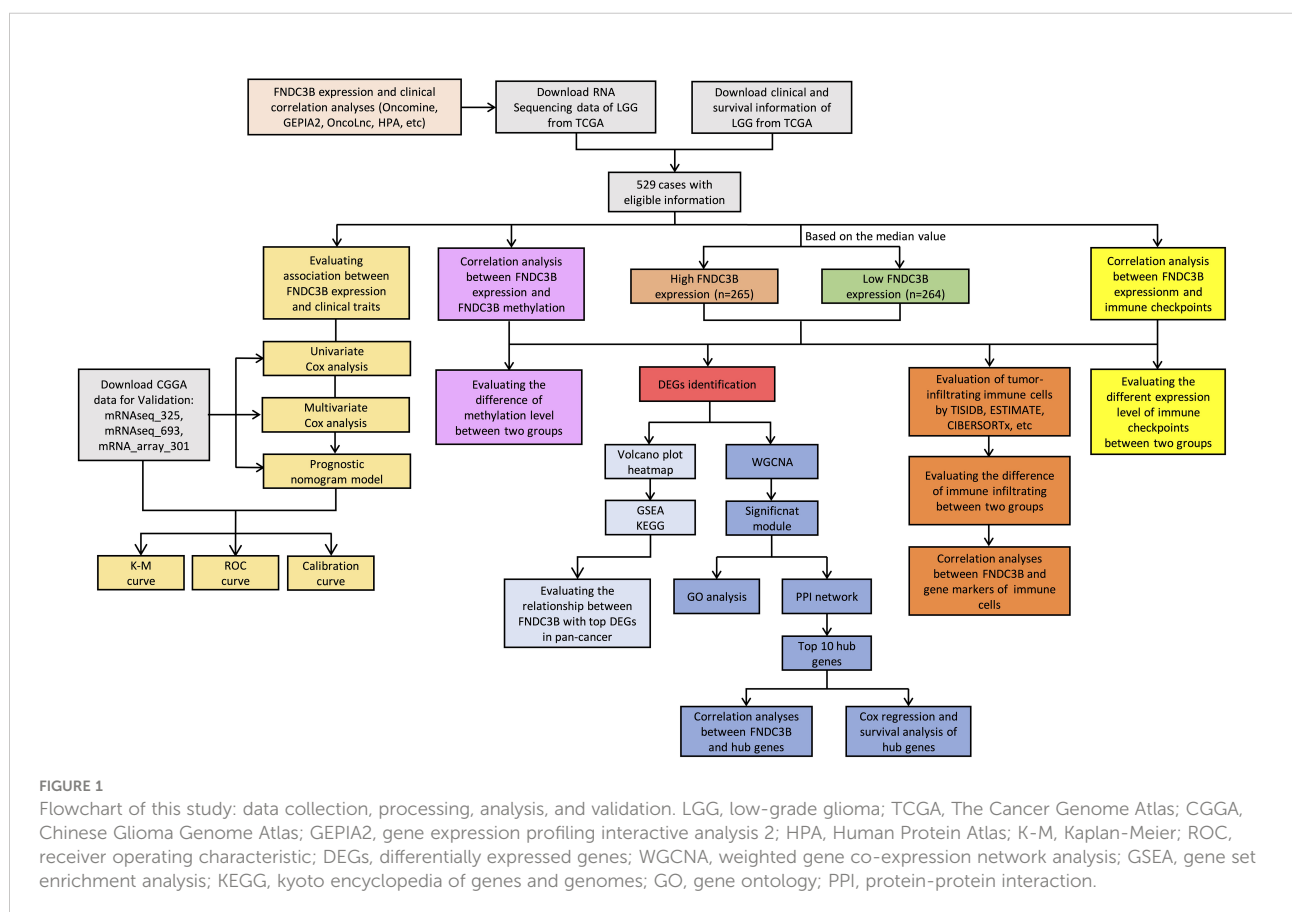 FNDC3B expression and clinical
correlation analyses (Oncomine,
GEPIA2, OncoLnc, HPA, etc)
Download RNA
Sequencing data of LGG
from TCGA
Download clinical and
survival information of
LGG from TCGA
529 cases with
eligible information
Based on the median value
Evaluating
association between
FNDC3B expression
and clinical traits
Correlation analysis
between FNDC3B
expression and
FNDC3B methylation
High FNDC3B
expression (n=265)
Low FNDC3B
expression (n=264)
Correlation analysis
between FNDC3B
expressionm and
immune checkpoints
Univariate
Cox analysis
Download CGGA
data for Validation:
mRNAseq_325,
mRNAseq_693,
mRNA_array_301
Multivariate
Cox analysis
Prognostic
nomogram model
K-M
curve
ROC
curve
Calibration
curve
Evaluating the
difference of
methylation level
between two groups
DEGs identification
Evaluation of tumor-
infiltrating immune cells
by TISIDB, ESTIMATE,
CIBERSORTx, etc
Evaluating the
different expression
level of immune
checkpoints
between two groups
Volcano plot
heatmap
WGCNA
GSEA
KEGG
Significnat
module
Evaluating the difference
of immune infiltrating
between two groups
Evaluating the
relationship between
FNDC3B with top DEGs
in pan-cancer
GO analysis
PPI network
Correlation analyses
between FNDC3B and
gene markers of immune
cells
Top 10 hub
genes
Correlation analyses
between FNDC3B
and hub genes
Cox regression and
survival analysis of
hub genes
FIGURE 1
Flowchart of this study: data collection, processing, analysis, and validation. LGG, low-grade glioma; TCGA, The Cancer Genome Atlas; CGGA,
Chinese Glioma Genome Atlas; GEPIA2, gene expression profiling interactive analysis 2; HPA, Human Protein Atlas; K-M, Kaplan-Meier; ROC,
receiver operating characteristic; DEGs, differentially expressed genes; WGCNA, weighted gene co-expression network analysis; GSEA, gene set
enrichment analysis; KEGG, kyoto encyclopedia of genes and genomes; GO, gene ontology; PPI, protein-protein interaction.